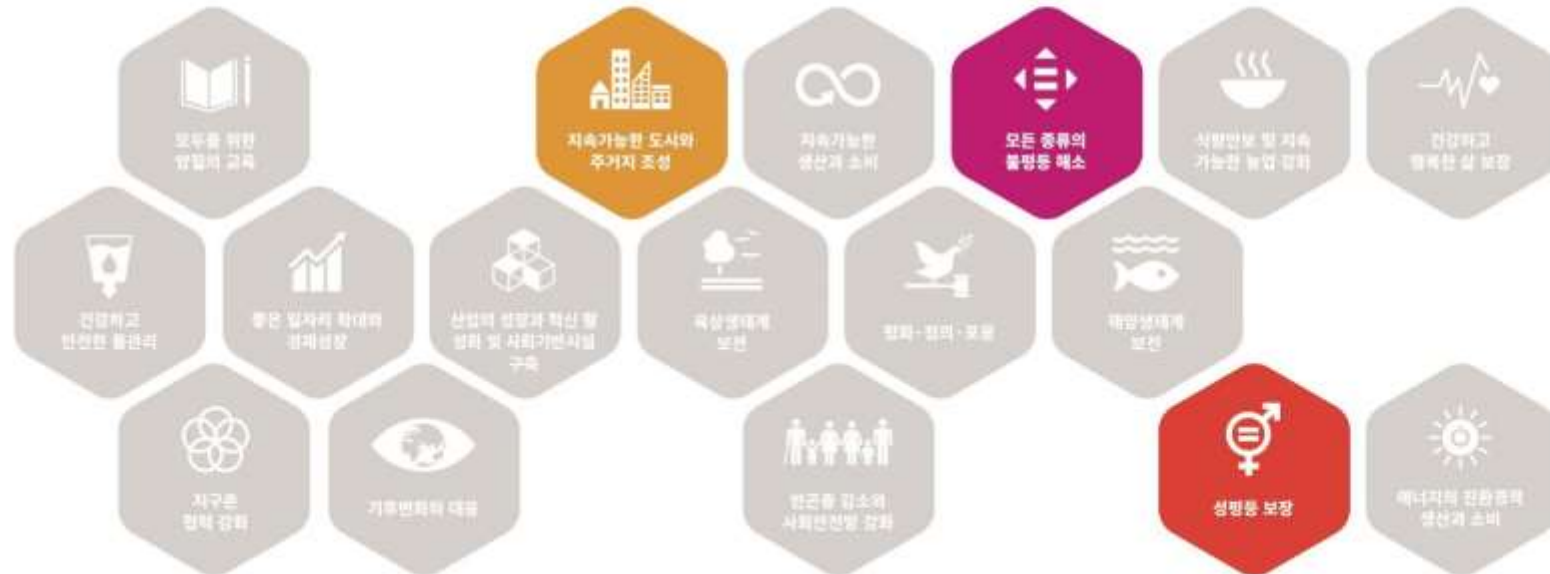 모두를 위한
양질의 교육
지속가능한 도시와
주거지 조성
지속가능한
생산과 소비
모든 종류의
불평등 해소
식량안보 및 지속
가능한 농업 강화
건강하고
행복한 삶 보장
건강하고
안전한 물관리
좋은 일자리 확대와
경제성장
산업의 성장과 혁신 활
성화 및 사회기반시설
구축
육상생태계
보전
평화·정의·포용
해양생태계
보전
지구촌
협력 강화
기후변화와 대응
빈곤층 감소와
사회안전망 강화
성평등 보장
에너지의 친환경적
생산과 소비